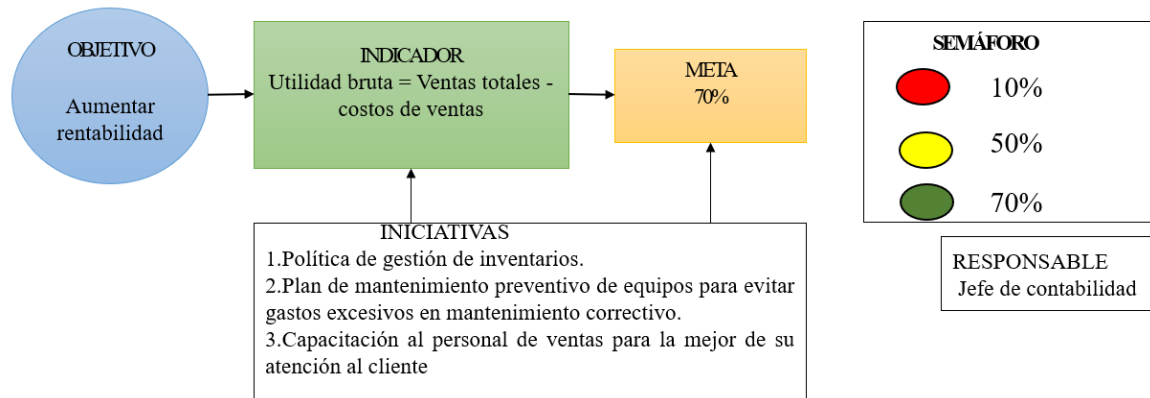 OBJETIVO
Aumentar
rentabilidad
INDICADOR
Utilidad bruta = Ventas totales -
costos de ventas
META
70%
SEMÁFORO
10%
50%
70%
INICIATIVAS
1.Política de gestión de inventarios.
2.Plan de mantenimiento preventivo de equipos para evitar
gastos excesivos en mantenimiento correctivo.
3.Capacitación al personal de ventas para la mejor de su
atención al cliente
RESPONSABLE
Jefe de contabilidad